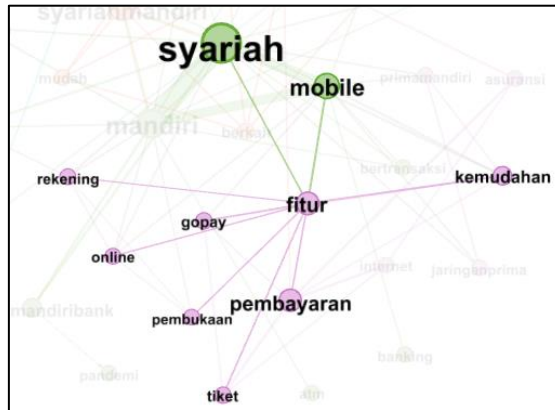 syariahmandiri
syariah
mudah
mobile
primamandiri
asuransi
mandiri
berkah
bertransaksi
kemudahan
rekening
fitur
gopay
online
internet
jaringanprima
mandiribank
pembukaan
pembayaran
banking
pandemi
tiket
atm